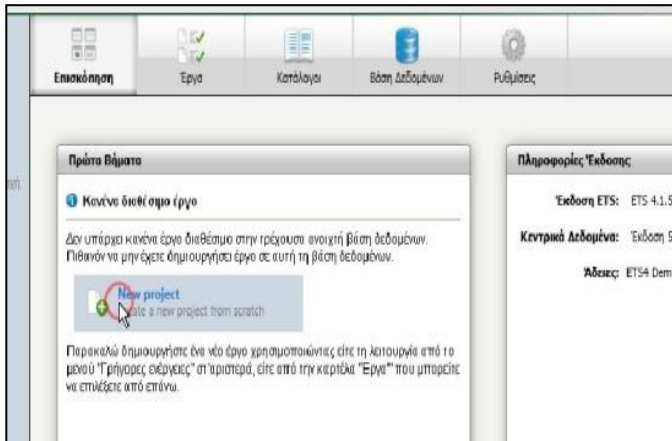 Επισκόπηση
Έργα
Κατάλογοι
Βάση Δεδομένων
Ρυθμίσεις
Πρώτα Βήματα
Κανένα διαθέσιμο έργο
Δεν υπάρχει κανένα έργο διαθέσιμο στην τρέχουσα ανοιχτή βάση δεδομένων.
Πιθανόν να μην έχετε δημιουργήσει έργο σε αυτή τη βάση δεδομένων.
New project
ate a new project from scratch
Παρακαλώ δημιουργήστε ένα νέο έργο χρησιμοποιώντας είτε τη λειτουργία από το
μενού "Γρήγορες ενέργειες" στ'αριστερά, είτε από την καρτέλα "Έργα" που μπορείτε
να επιλέξετε από επάνω.
Πληροφορίες Έκδοσης
Έκδοση ETS: ETS 4.1.5
Κεντρικά Δεδομένα: Έκδοση S
Άδειες: ETS4 Dem